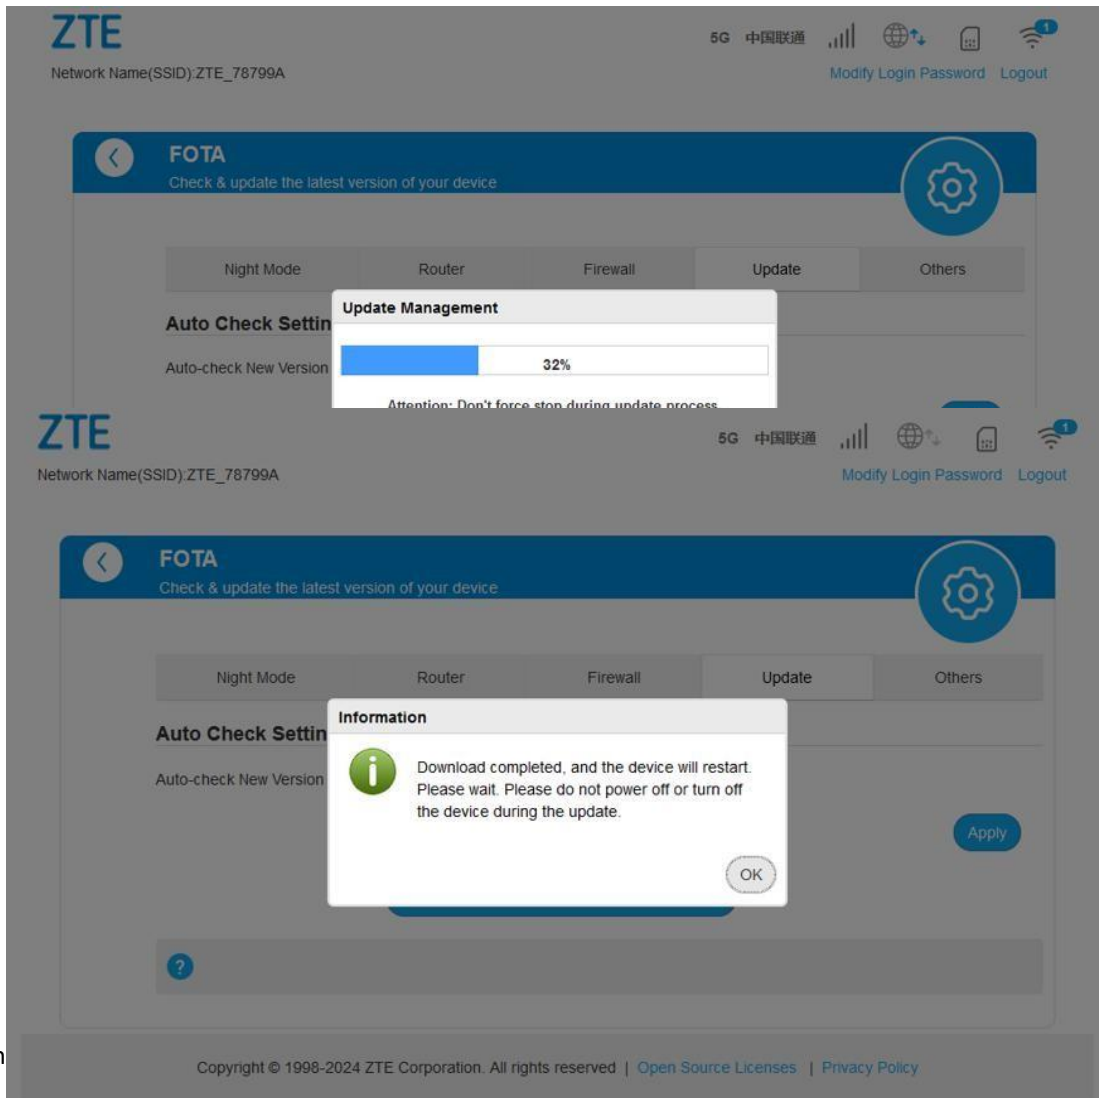 ZTE
5G 中国联通
1
Network Name(SSID):ZTE_78799A
Modify Login Password Logout
FOTA
Check & update the latest version of your device
Night Mode Router Firewall Update Others
Update Management
Auto Check Settin
32%
Auto-check New Version
Attention: Don't force stop during update process
ZTE
5G 中国联通
1
Network Name(SSID):ZTE_78799A
Modify Login Password Logout
FOTA
Check & update the latest version of your device
Night Mode Router Firewall Update Others
Information
Auto Check Settin
Download completed, and the device will restart.
Auto-check New Version
Please wait. Please do not power off or turn off
the device during the update.
Apply
OK
?
Copyright © 1998-2024 ZTE Corporation. All rights reserved | Open Source Licenses | Privacy Policy